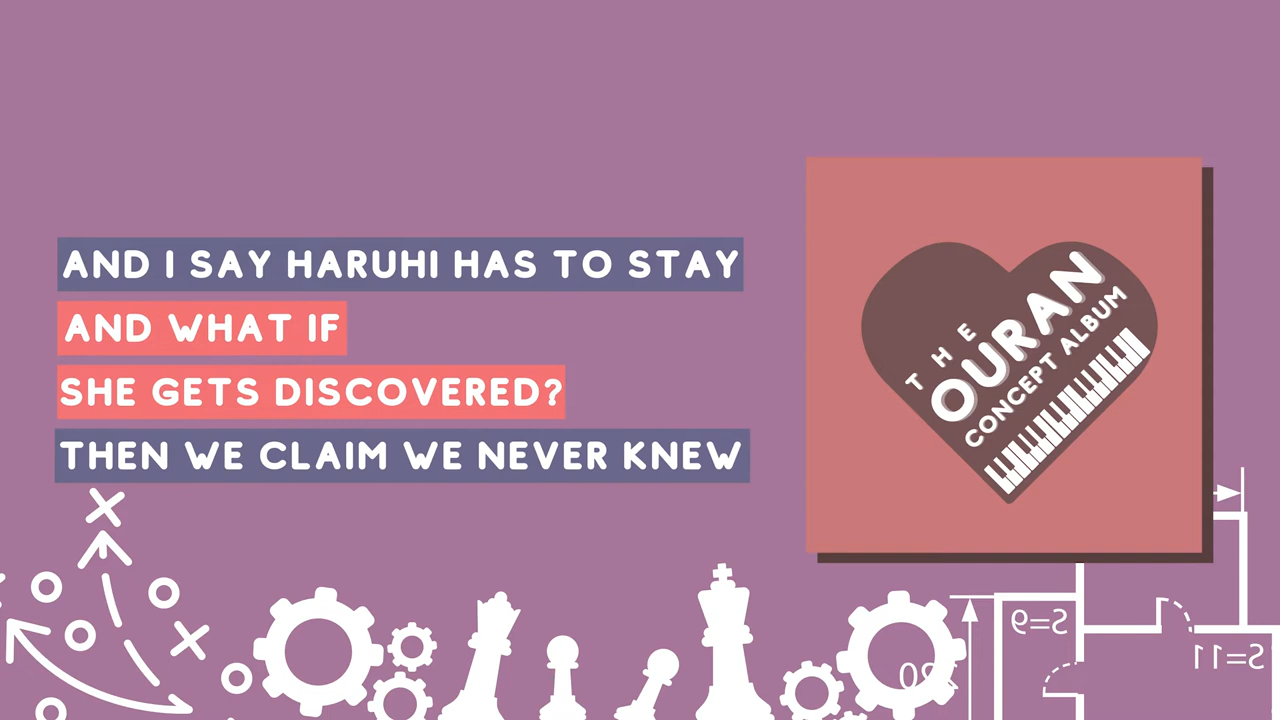 AND I SAY HARUHI HAS TO STAY
AND WHAT IF
SHE GETS DISCOVERED?
THEN WE CLAIM WE NEVER KNEW
THE
OURAN
CONCEPT ALBUM
S=9
S=11